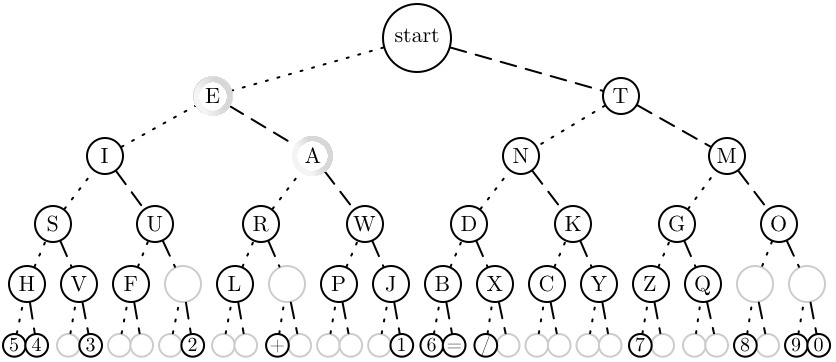 start
E T
I A N M
S U R W D K G O
H V F L P J B X C Y Z Q
5 4 3 2 + 1 6 = / 7 8 9 0